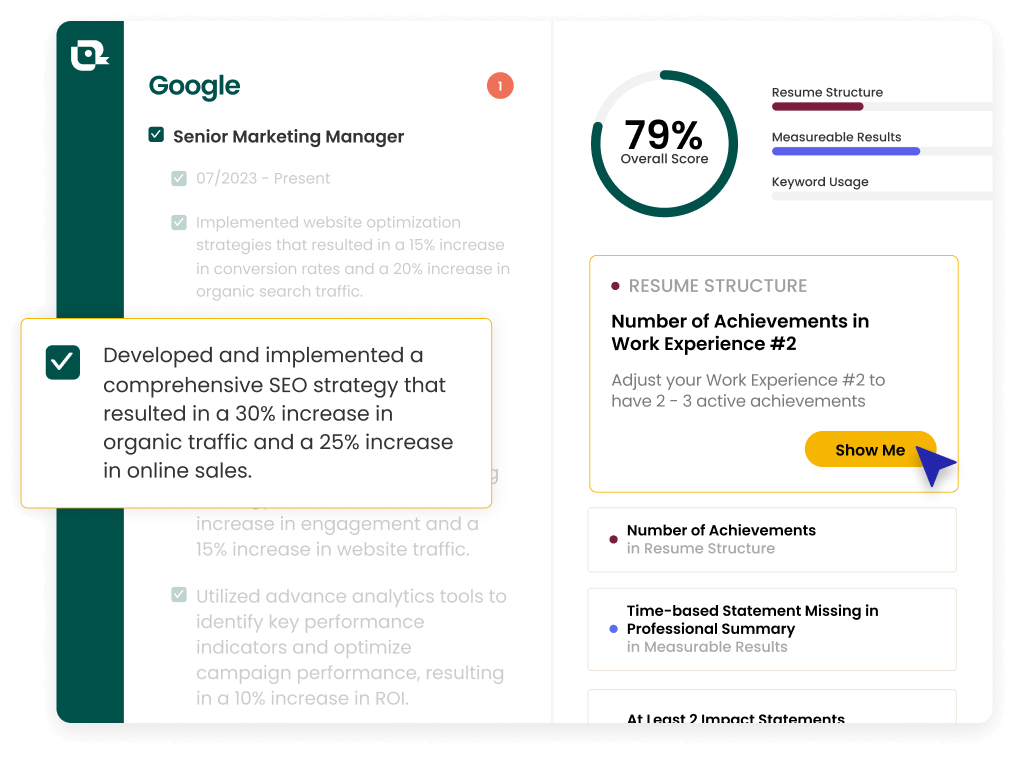 Google
1
Senior Marketing Manager
07/2023 - Present
Implemented website optimization
strategies that resulted in a 15% increase
in conversion rates and a 20% increase in
organic search traffic.
Developed and implemented a
comprehensive SEO strategy that
resulted in a 30% increase in
organic traffic and a 25% increase
in online sales.
increase in engagement and a
15% increase in website traffic.
Utilized advance analytics tools to
identify key performance
indicators and optimize
campaign performance, resulting
in a 10% increase in ROI.
79%
Overall Score
Resume Structure
Measureable Results
Keyword Usage
RESUME STRUCTURE
Number of Achievements in
Work Experience #2
Adjust your Work Experience #2 to
have 2 - 3 active achievements
Show Me
Number of Achievements
in Resume Structure
Time-based Statement Missing in
Professional Summary
in Measurable Results
At Least 2 Impact Statements